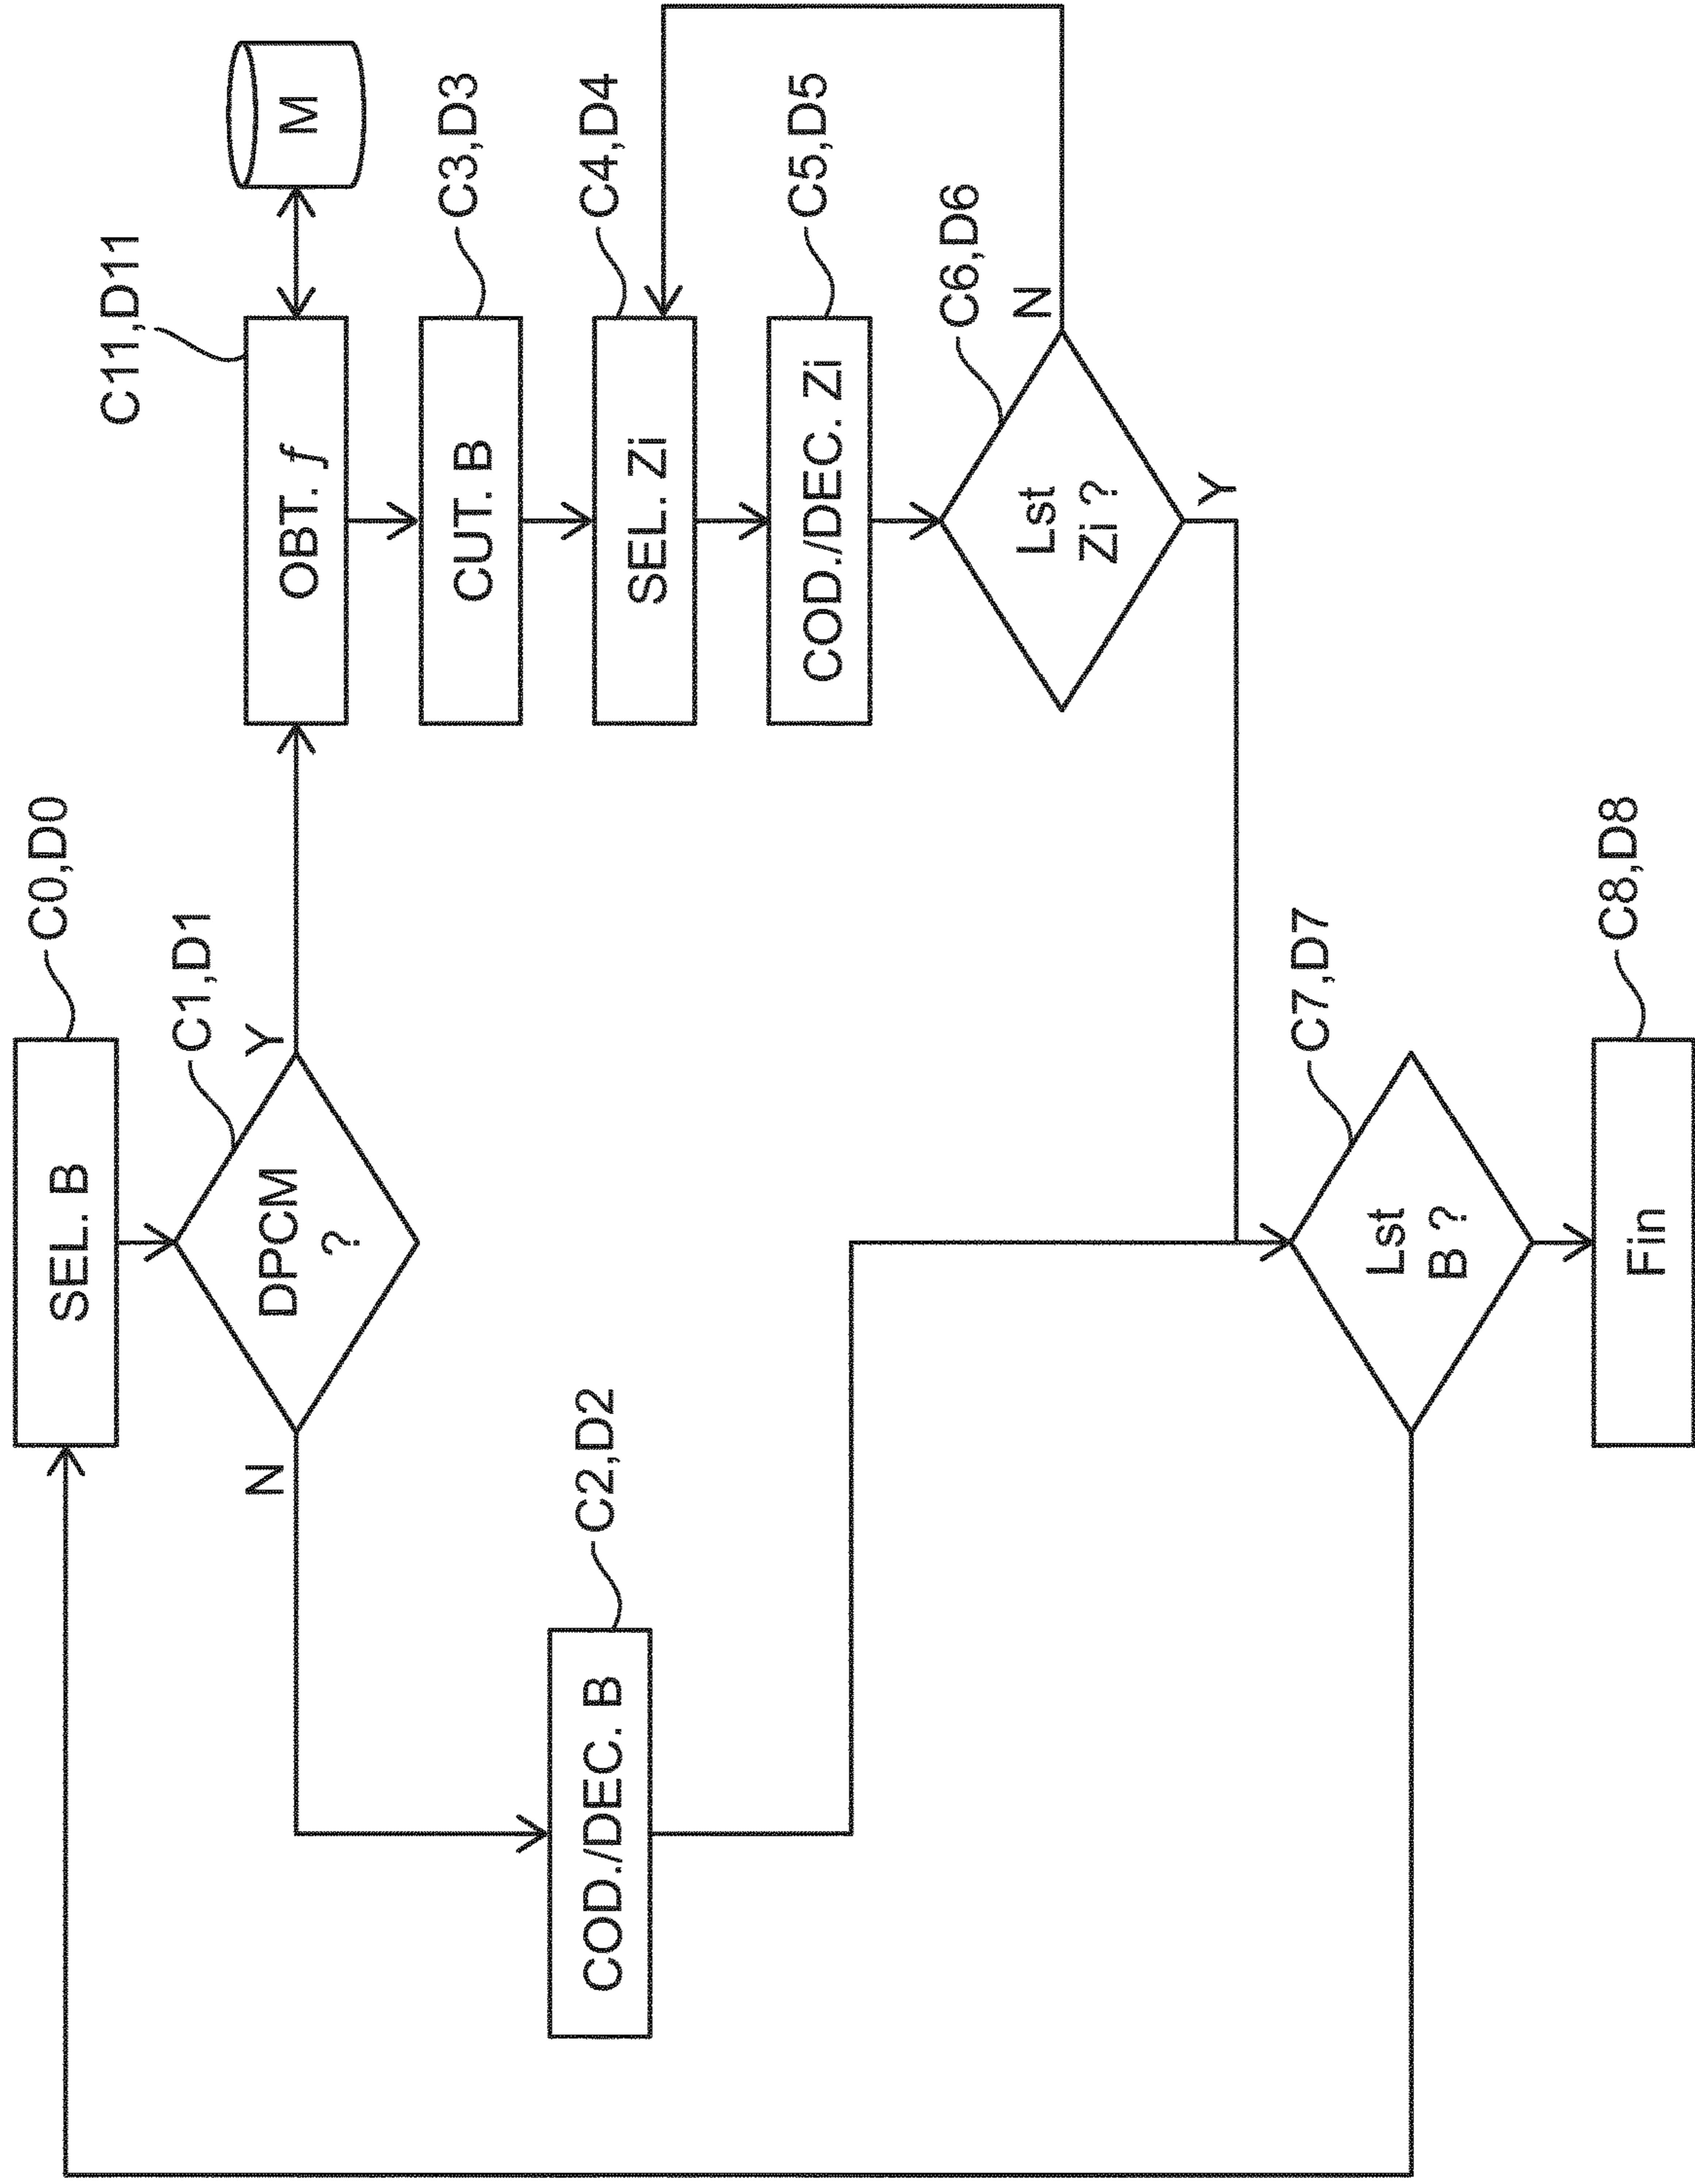 SEL. B
C0,D0
DPCM
?
C1,D1
Y
N
OBT. f
C11,D11
M
CUT. B
C3,D3
SEL. Zi
C4,D4
COD./DEC. Zi
C5,D5
Lst
Zi ?
C6,D6
N
Y
COD./DEC. B
C2,D2
Lst
B ?
C7,D7
Fin
C8,D8